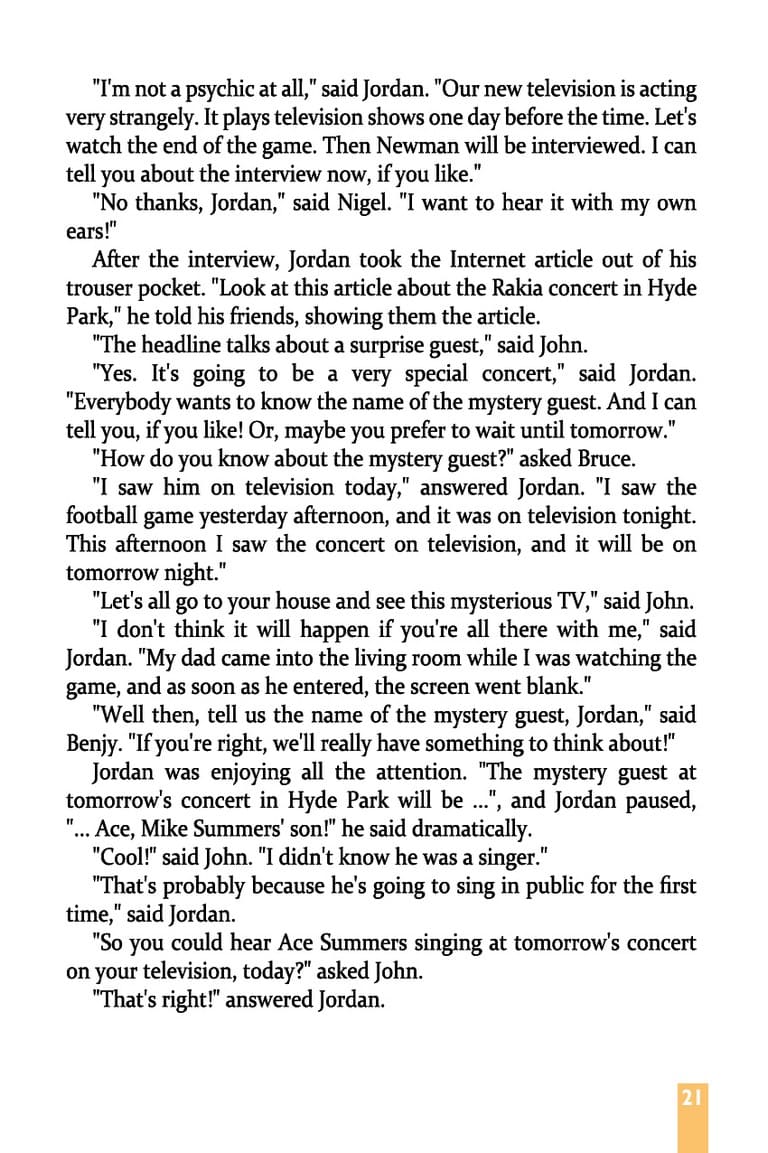 "I'm not a psychic at all," said Jordan. "Our new television is acting
very strangely. It plays television shows one day before the time. Let's
watch the end of the game. Then Newman will be interviewed. I can
tell you about the interview now, if you like."
"No thanks, Jordan," said Nigel. "I want to hear it with my own
ears!"
After the interview, Jordan took the Internet article out of his
trouser pocket. "Look at this article about the Rakia concert in Hyde
Park," he told his friends, showing them the article.
"The headline talks about a surprise guest," said John.
"Yes. It's going to be a very special concert," said Jordan.
"Everybody wants to know the name of the mystery guest. And I can
tell you, if you like! Or, maybe you prefer to wait until tomorrow."
"How do you know about the mystery guest?" asked Bruce.
"I saw him on television today," answered Jordan. "I saw the
football game yesterday afternoon, and it was on television tonight.
This afternoon I saw the concert on television, and it will be on
tomorrow night."
"Let's all go to your house and see this mysterious TV," said John.
"I don't think it will happen if you're all there with me," said
Jordan. "My dad came into the living room while I was watching the
game, and as soon as he entered, the screen went blank."
"Well then, tell us the name of the mystery guest, Jordan," said
Benjy. "If you're right, we'll really have something to think about!"
Jordan was enjoying all the attention. "The mystery guest at
tomorrow's concert in Hyde Park will be ...", and Jordan paused,
"... Ace, Mike Summers' son!" he said dramatically.
"Cool!" said John. "I didn't know he was a singer."
"That's probably because he's going to sing in public for the first
time," said Jordan.
"So you could hear Ace Summers singing at tomorrow's concert
on your television, today?" asked John.
"That's right!" answered Jordan.
21